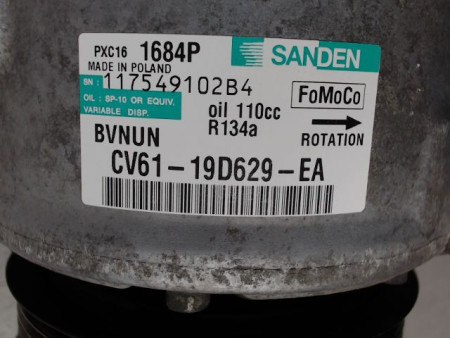 PXC16 1684P SANDEN
MADE IN POLAND
SN: 117549102B4
OIL: SP-10 OR EQUIV. oil 110cc FoMoCo
VARIABLE DISP. R134a
BVNUN ROTATION
CV61-19D629-EA